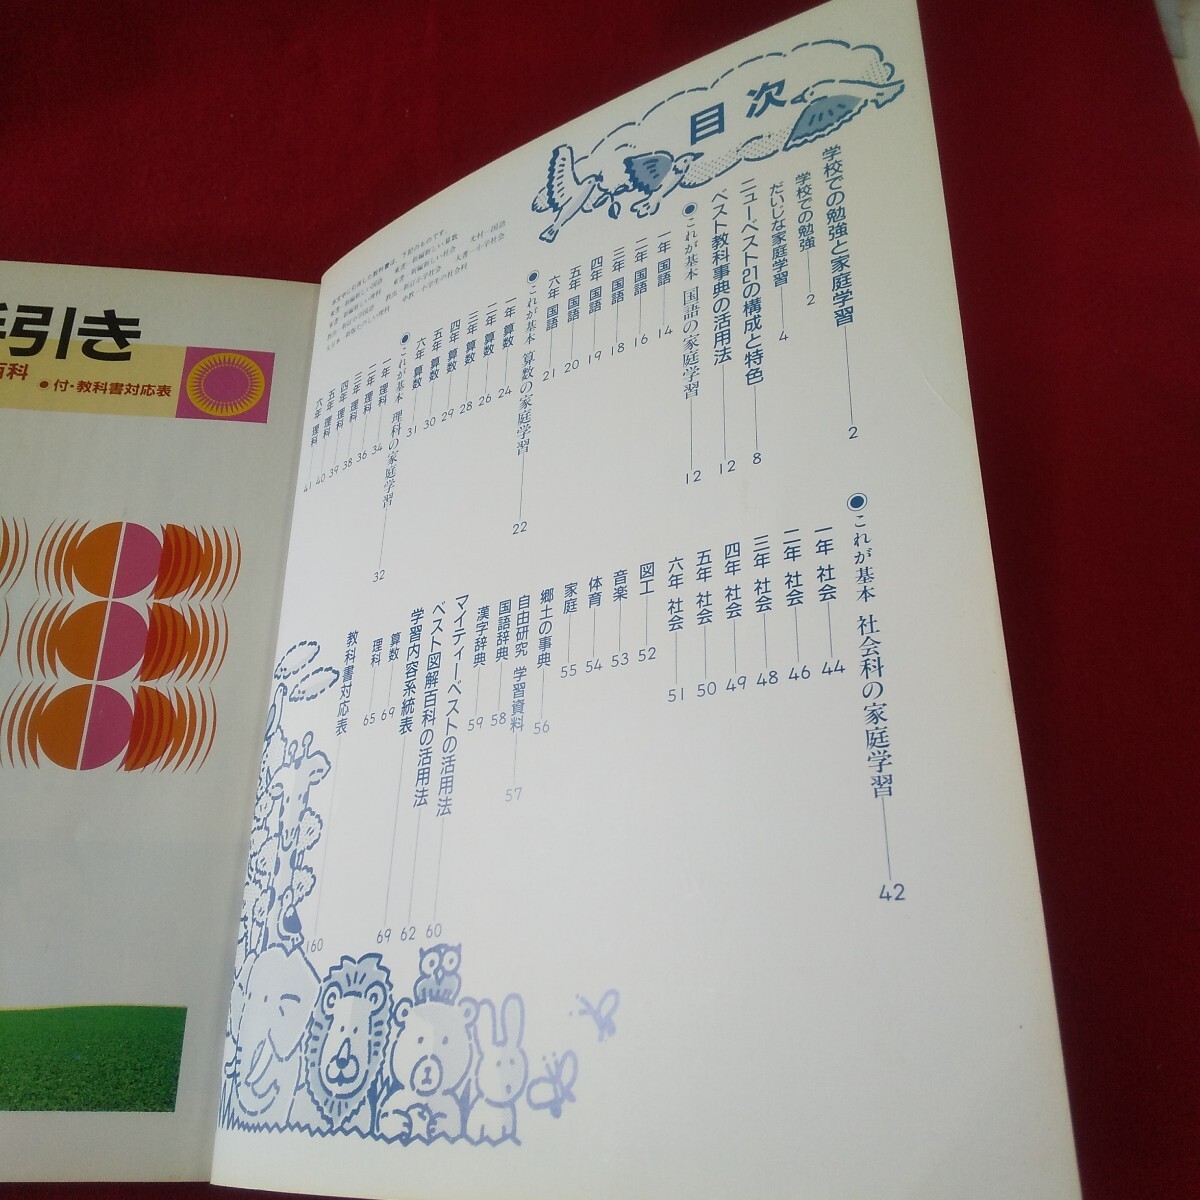 目次
学校での勉強と家庭学習 2
学校での勉強 2
だいじな家庭学習 4
ニューベスト21の構成と特色 8
ベスト教科事典の活用法 12
●これが基本 国語の家庭学習 12
一年 国語 14
二年 国語 16
三年 国語 18
四年 国語 19
五年 国語 20
六年 国語 21
●これが基本 算数の家庭学習 22
一年 算数 24
二年 算数 26
三年 算数 28
四年 算数 29
五年 算数 30
六年 算数 31
●これが基本 理科の家庭学習 32
一年 理科 34
二年 理科 36
三年 理科 38
四年 理科 39
五年 理科 40
六年 理科 41
●これが基本 社会科の家庭学習 42
一年 社会 44
二年 社会 46
三年 社会 48
四年 社会 49
五年 社会 50
六年 社会 51
図工 52
音楽 53
体育 54
家庭 55
郷土の事典 56
自由研究 学習資料 57
国語辞典 58
漢字辞典 59
マイティーベストの活用法 60
ベスト図解百科の活用法 62
学習内容系統表 69
算数 69
理科 65
教科書対応表 160
手引き
百科
●付・教科書対応表